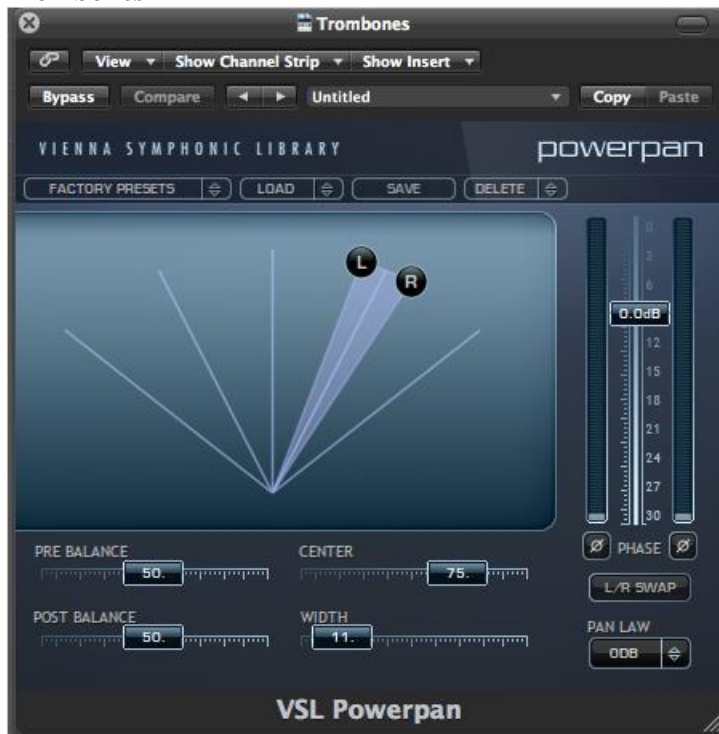 Trombones
View Show Channel Strip Show Insert
Bypass Compare Untitled Copy Paste
VIENNA SYMPHONIC LIBRARY powerpan
FACTORY PRESETS LOAD SAVE DELETE
L
R
0
3
6
0.0dB
12
15
18
21
24
27
30
Ø PHASE Ø
PRE BALANCE CENTER
50. 75.
L/R SWAP
POST BALANCE WIDTH
50. 11.
PAN LAW
0DB
VSL Powerpan